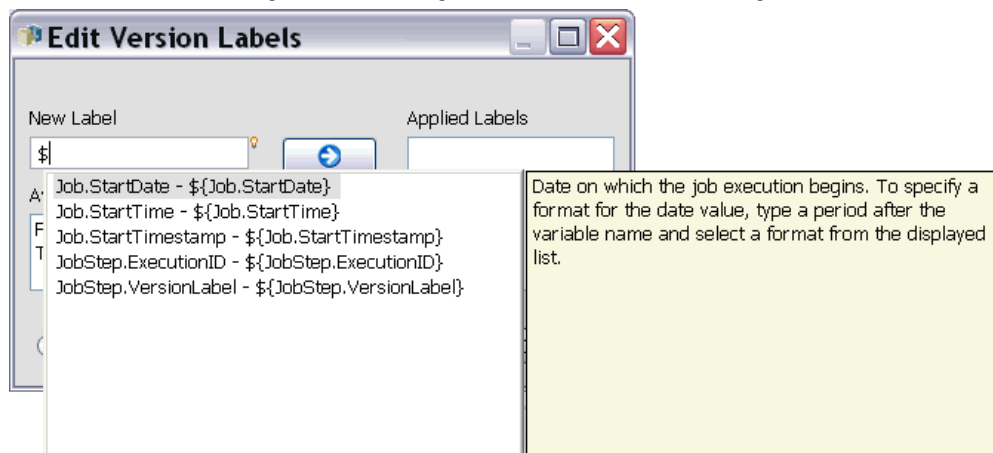 Edit Version Labels
New Label
Applied Labels
$
A
F
T
Job.StartDate - ${Job.StartDate}
Job.StartTime - ${Job.StartTime}
Job.StartTimestamp - ${Job.StartTimestamp}
JobStep.ExecutionID - ${JobStep.ExecutionID}
JobStep.VersionLabel - ${JobStep.VersionLabel}
Date on which the job execution begins. To specify a
format for the date value, type a period after the
variable name and select a format from the displayed
list.